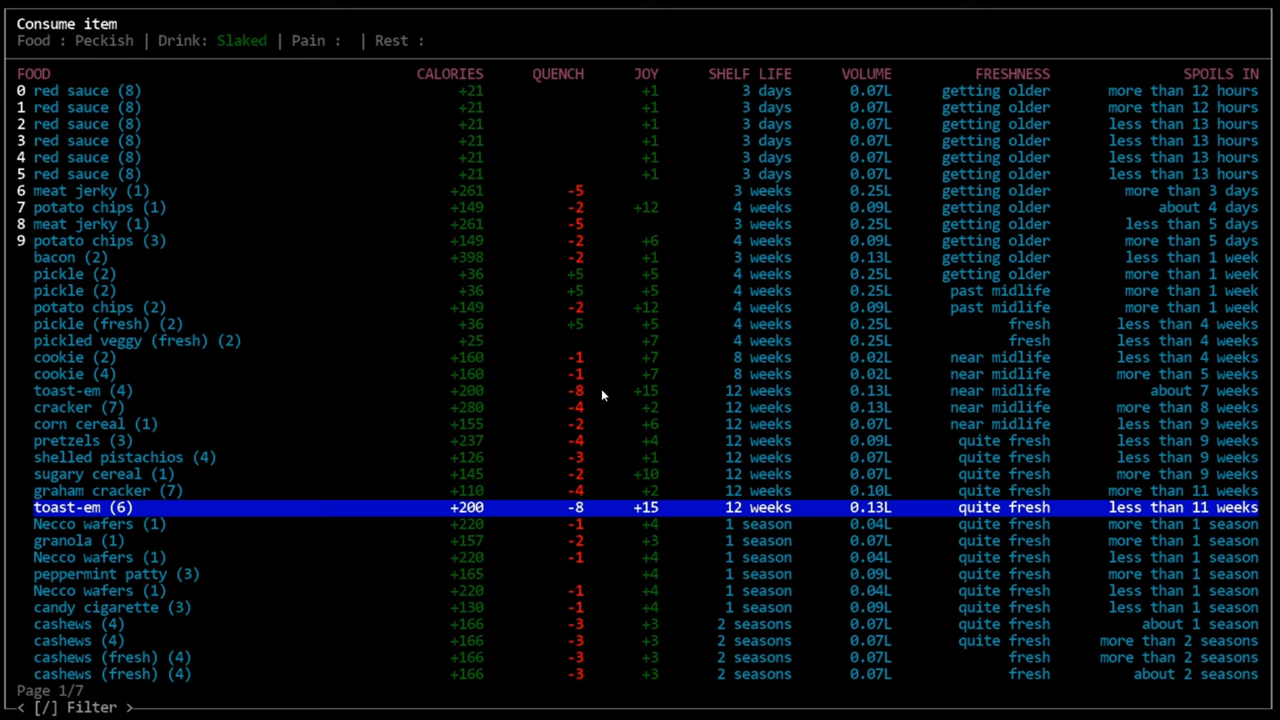 Consume item
Food : Peckish | Drink: Slaked | Pain :  | Rest :
FOOD CALORIES QUENCH JOY SHELF LIFE VOLUME FRESHNESS SPOILS IN
0 red sauce (8) +21 +1 3 days 0.07L getting older more than 12 hours
1 red sauce (8) +21 +1 3 days 0.07L getting older more than 12 hours
2 red sauce (8) +21 +1 3 days 0.07L getting older less than 13 hours
3 red sauce (8) +21 +1 3 days 0.07L getting older less than 13 hours
4 red sauce (8) +21 +1 3 days 0.07L getting older less than 13 hours
5 red sauce (8) +21 +1 3 days 0.07L getting older less than 13 hours
6 meat jerky (1) +261 -5 3 weeks 0.25L getting older more than 3 days
7 potato chips (1) +149 -2 +12 4 weeks 0.09L getting older about 4 days
8 meat jerky (1) +261 -5 3 weeks 0.25L getting older less than 5 days
9 potato chips (3) +149 -2 +6 4 weeks 0.09L getting older more than 5 days
bacon (2) +398 -2 +1 3 weeks 0.13L getting older less than 1 week
pickle (2) +36 +5 +5 4 weeks 0.25L getting older more than 1 week
pickle (2) +36 +5 +5 4 weeks 0.25L past midlife more than 1 week
potato chips (2) +149 -2 +12 4 weeks 0.09L past midlife more than 1 week
pickle (fresh) (2) +36 +5 +5 4 weeks 0.25L fresh less than 4 weeks
pickled veggy (fresh) (2) +25 +7 4 weeks 0.25L fresh less than 4 weeks
cookie (2) +160 -1 +7 8 weeks 0.02L near midlife less than 4 weeks
cookie (4) +160 -1 +7 8 weeks 0.02L near midlife more than 5 weeks
toast-em (4) +200 -8 +15 12 weeks 0.13L near midlife about 7 weeks
cracker (7) +280 -4 +2 12 weeks 0.13L near midlife more than 8 weeks
corn cereal (1) +155 -2 +6 12 weeks 0.07L near midlife less than 9 weeks
pretzels (3) +237 -4 +4 12 weeks 0.09L quite fresh less than 9 weeks
shelled pistachios (4) +126 -3 +1 12 weeks 0.07L quite fresh less than 9 weeks
sugary cereal (1) +145 -2 +10 12 weeks 0.07L quite fresh more than 9 weeks
graham cracker (7) +110 -4 +2 12 weeks 0.10L quite fresh more than 11 weeks
toast-em (6) +200 -8 +15 12 weeks 0.13L quite fresh less than 11 weeks
Necco wafers (1) +220 -1 +4 1 season 0.04L quite fresh more than 1 season
granola (1) +157 -2 +3 1 season 0.07L quite fresh more than 1 season
Necco wafers (1) +220 -1 +4 1 season 0.04L quite fresh less than 1 season
peppermint patty (3) +165 +4 1 season 0.09L quite fresh more than 1 season
Necco wafers (1) +220 -1 +4 1 season 0.04L quite fresh less than 1 season
candy cigarette (3) +130 -1 +4 1 season 0.09L quite fresh less than 1 season
cashews (4) +166 -3 +3 2 seasons 0.07L quite fresh about 1 season
cashews (4) +166 -3 +3 2 seasons 0.07L quite fresh more than 2 seasons
cashews (fresh) (4) +166 -3 +3 2 seasons 0.07L fresh more than 2 seasons
cashews (fresh) (4) +166 -3 +3 2 seasons 0.07L fresh about 2 seasons
Page 1/7
< [/] Filter >